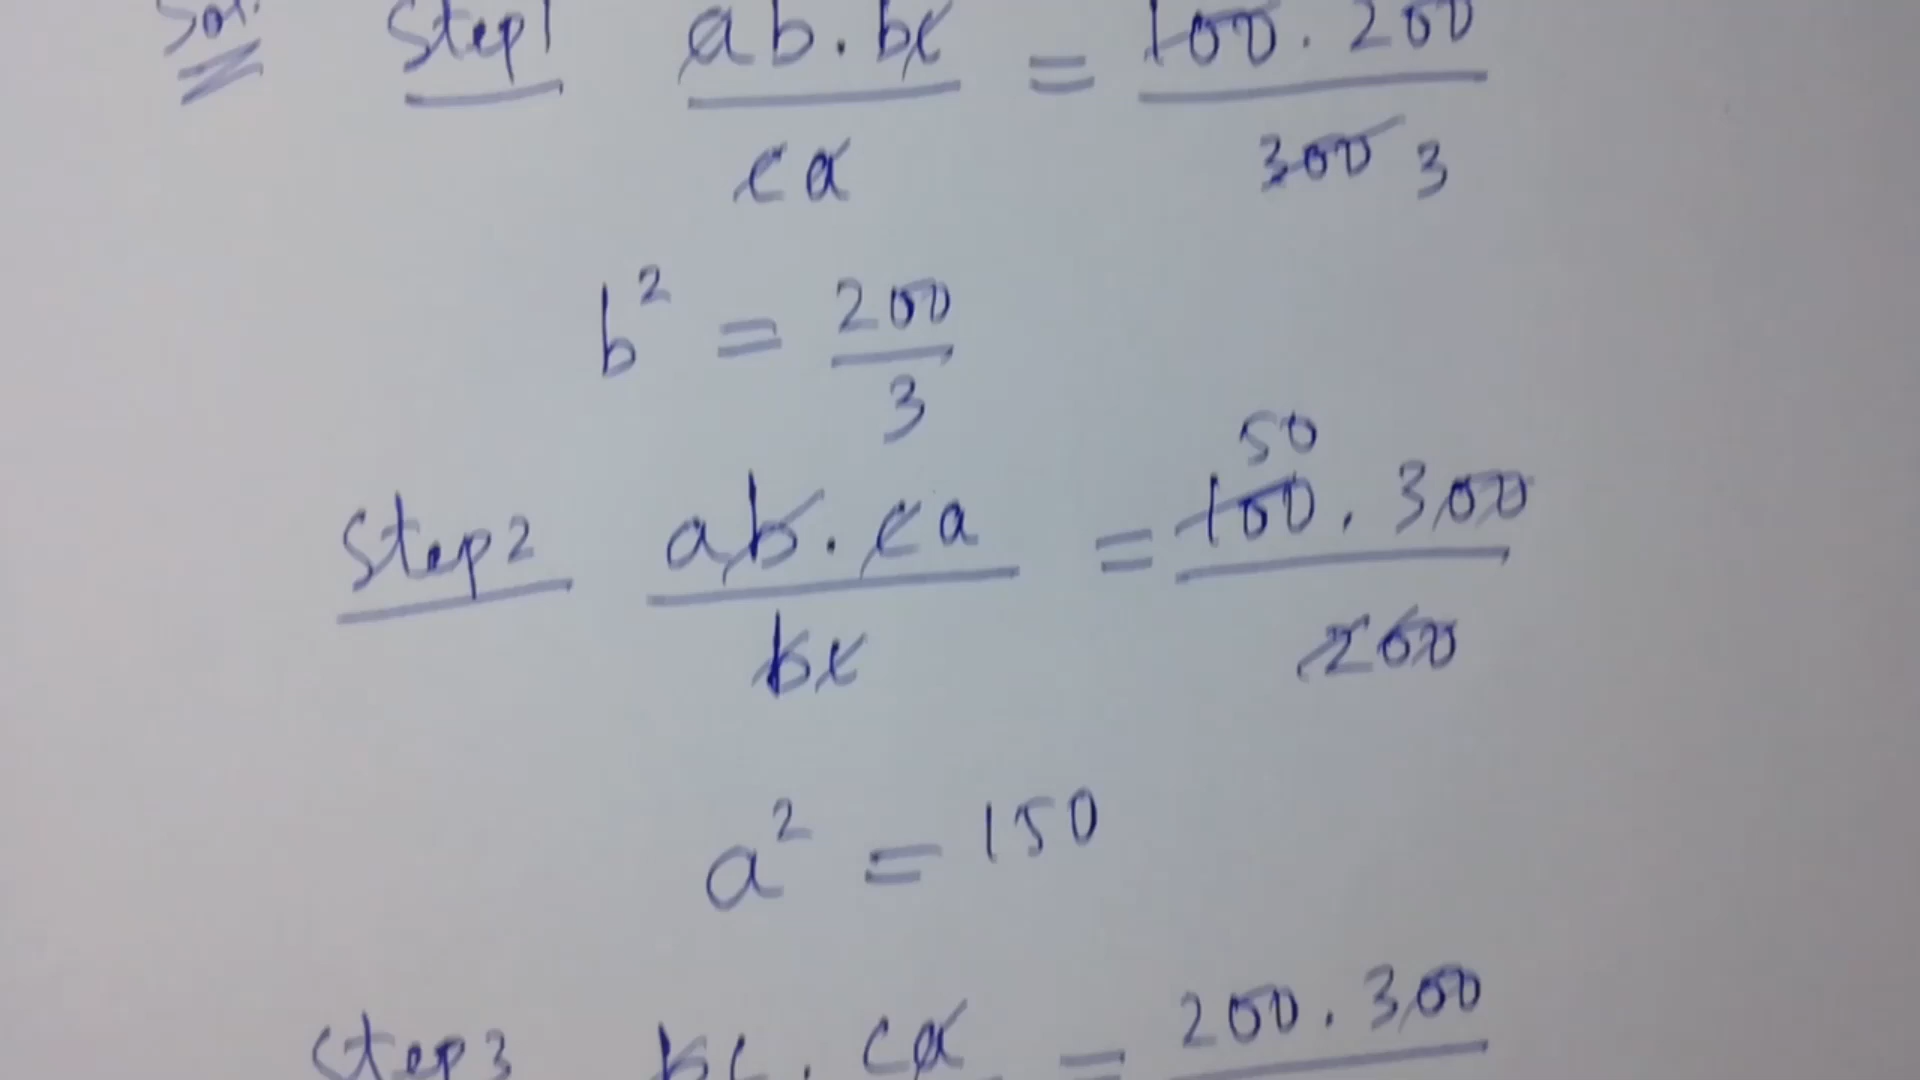 Sol.
Step1 ab.bc/ca = 100.200/300 3
b² = 200/3
50
Step2 ab.ca/bc = 100.300/200
a² = 150
Step3 bc.ca = 200.300